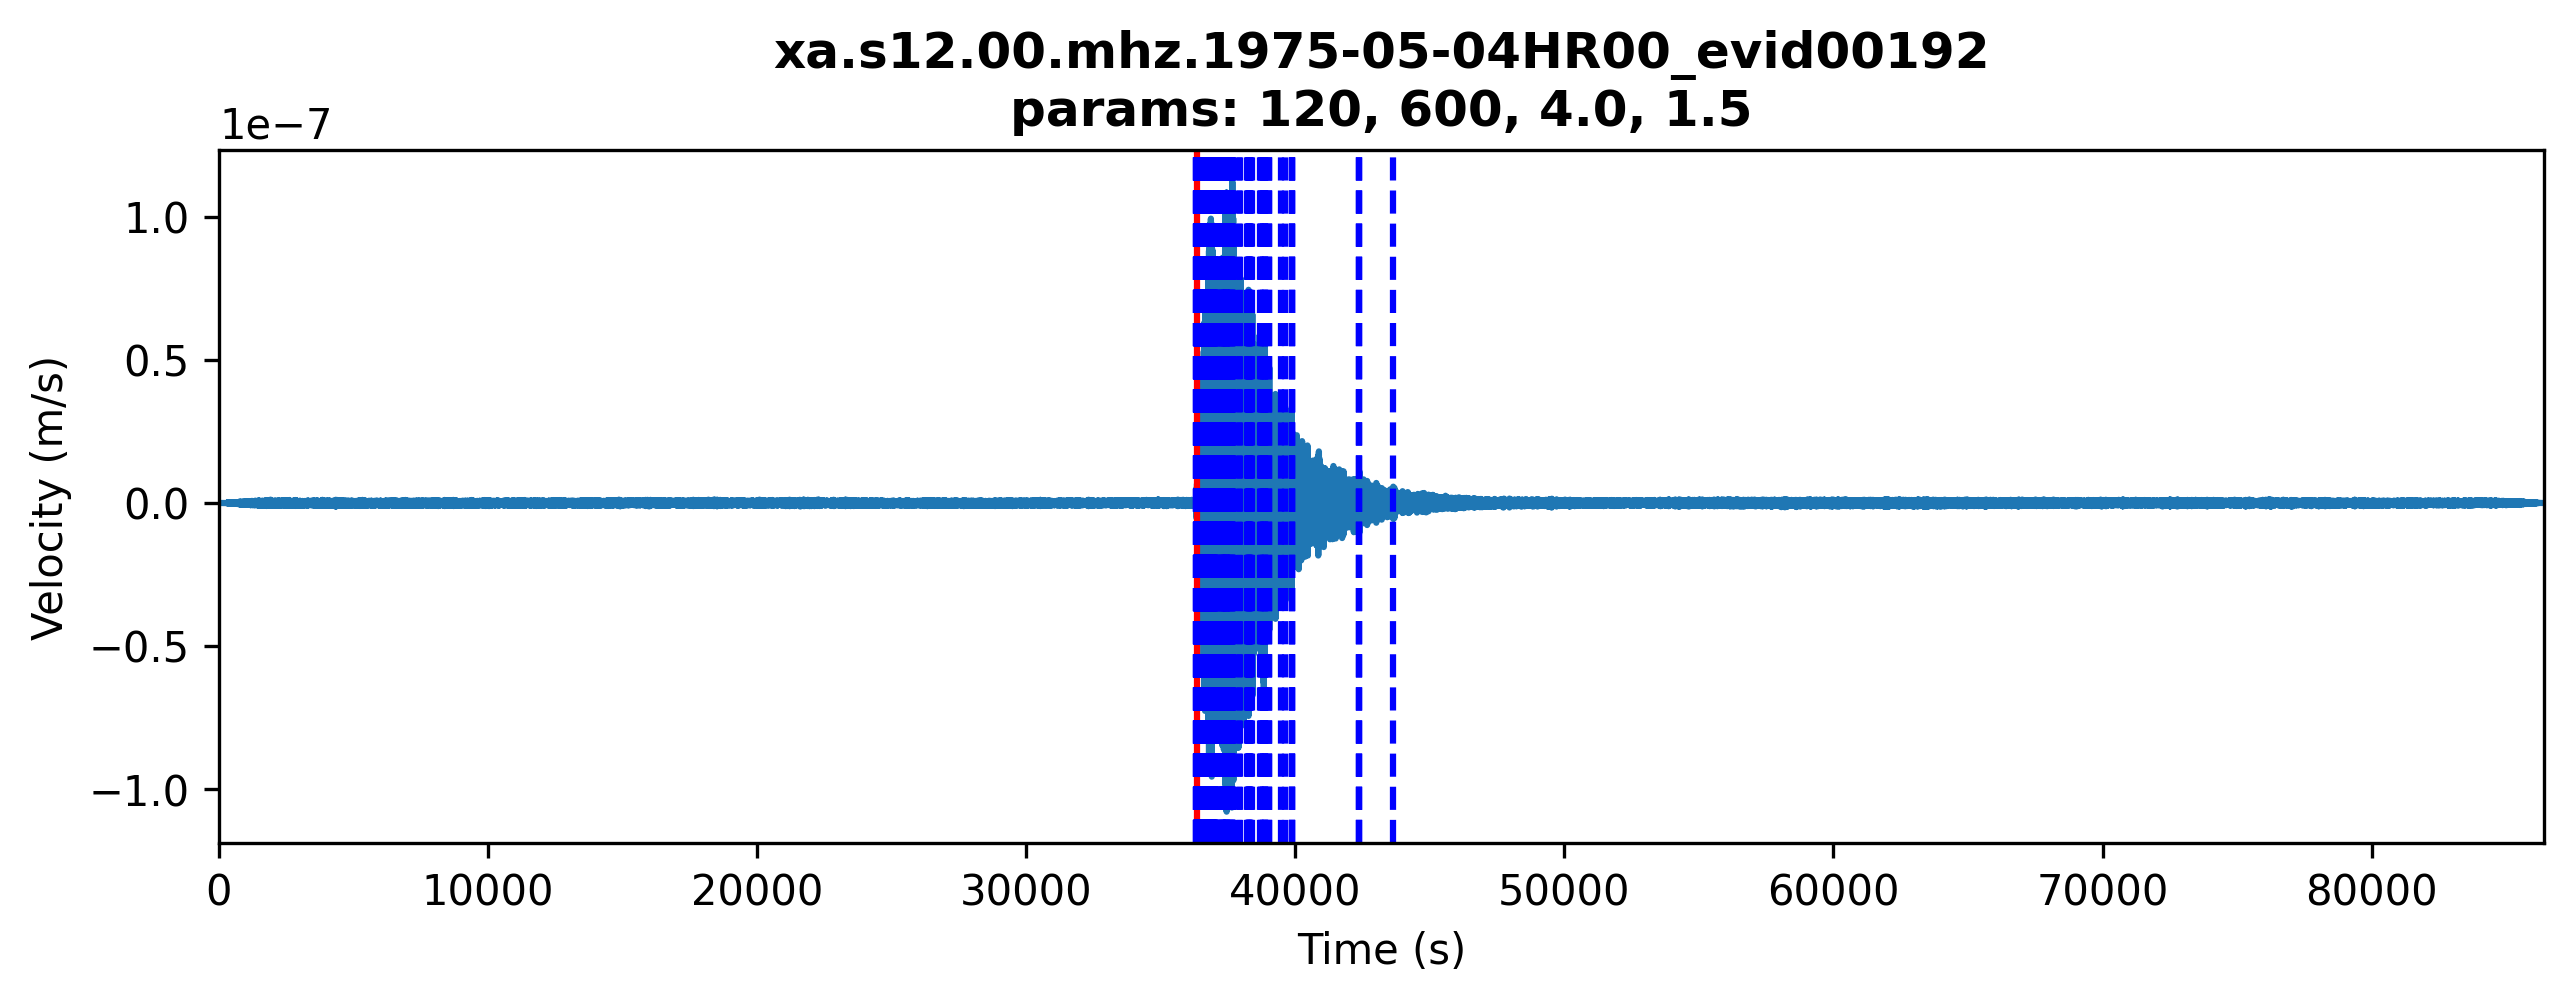 xa.s12.00.mhz.1975-05-04HR00_evid00192
params: 120, 600, 4.0, 1.5
1e−7
1.0
0.5
0.0
−0.5
−1.0
Velocity (m/s)
0 10000 20000 30000 40000 50000 60000 70000 80000
Time (s)